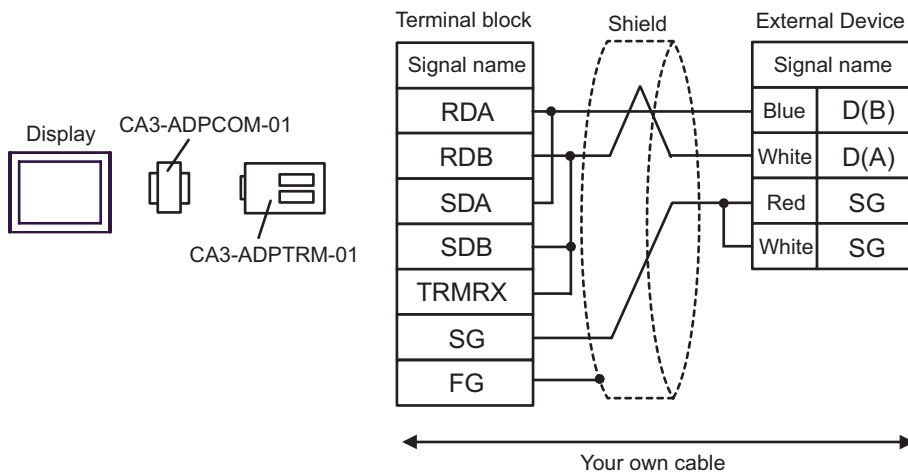 Display
CA3-ADPCOM-01
CA3-ADPTRM-01
Terminal block
Shield
External Device
Signal name
Signal name
RDA
Blue D(B)
RDB
White D(A)
SDA
Red SG
SDB
White SG
TRMRX
SG
FG
Your own cable